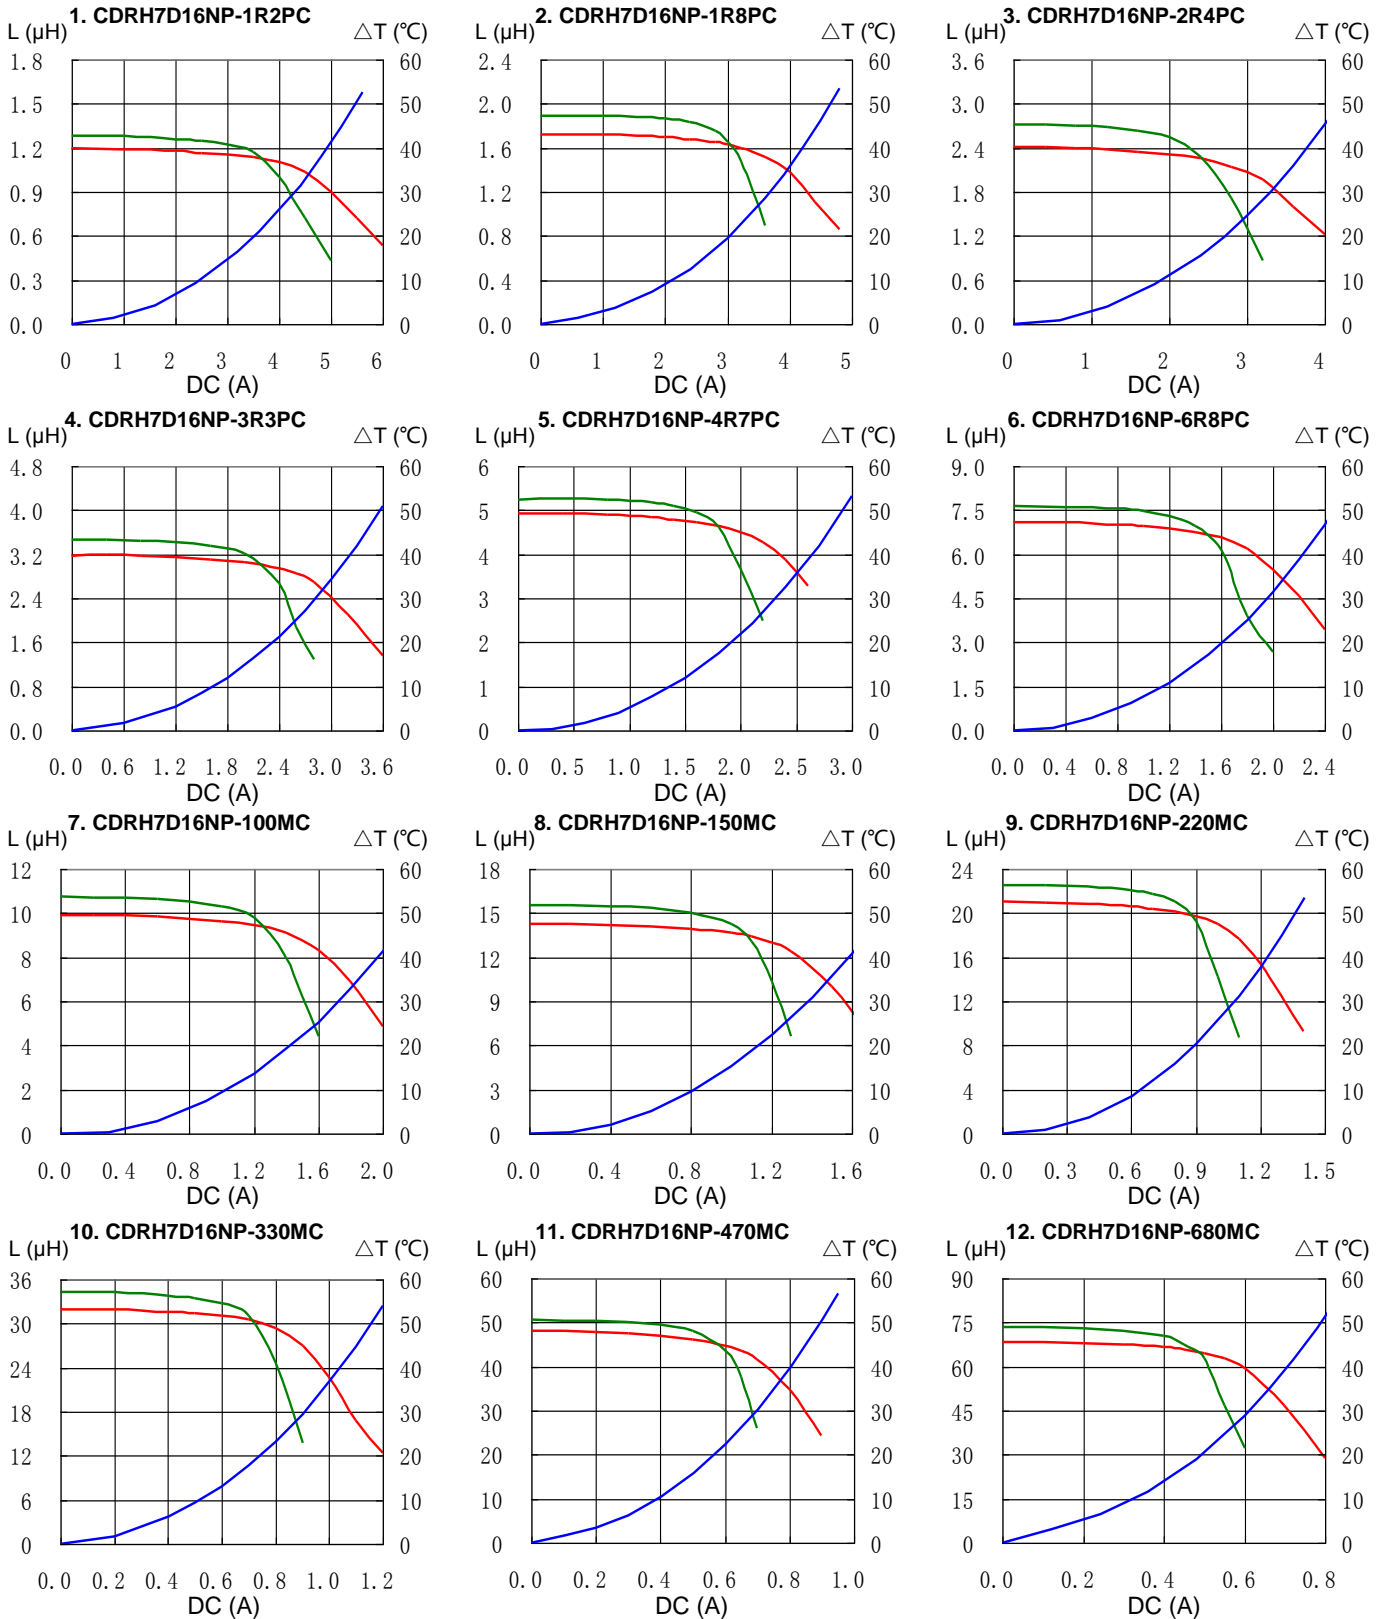 1. CDRH7D16NP-1R2PC
L (μH) △T (℃)
1.8 60
1.5 50
1.2 40
0.9 30
0.6 20
0.3 10
0.0 0
0 1 2 3 4 5 6
DC (A)
2. CDRH7D16NP-1R8PC
L (μH) △T (℃)
2.4 60
2.0 50
1.6 40
1.2 30
0.8 20
0.4 10
0.0 0
0 1 2 3 4 5
DC (A)
3. CDRH7D16NP-2R4PC
L (μH) △T (℃)
3.6 60
3.0 50
2.4 40
1.8 30
1.2 20
0.6 10
0.0 0
0 1 2 3 4
DC (A)
4. CDRH7D16NP-3R3PC
L (μH) △T (℃)
4.8 60
4.0 50
3.2 40
2.4 30
1.6 20
0.8 10
0.0 0
0.0 0.6 1.2 1.8 2.4 3.0 3.6
DC (A)
5. CDRH7D16NP-4R7PC
L (μH) △T (℃)
6 60
5 50
4 40
3 30
2 20
1 10
0 0
0.0 0.5 1.0 1.5 2.0 2.5 3.0
DC (A)
6. CDRH7D16NP-6R8PC
L (μH) △T (℃)
9.0 60
7.5 50
6.0 40
4.5 30
3.0 20
1.5 10
0.0 0
0.0 0.4 0.8 1.2 1.6 2.0 2.4
DC (A)
7. CDRH7D16NP-100MC
L (μH) △T (℃)
12 60
10 50
8 40
6 30
4 20
2 10
0 0
0.0 0.4 0.8 1.2 1.6 2.0
DC (A)
8. CDRH7D16NP-150MC
L (μH) △T (℃)
18 60
15 50
12 40
9 30
6 20
3 10
0 0
0.0 0.4 0.8 1.2 1.6
DC (A)
9. CDRH7D16NP-220MC
L (μH) △T (℃)
24 60
20 50
16 40
12 30
8 20
4 10
0 0
0.0 0.3 0.6 0.9 1.2 1.5
DC (A)
10. CDRH7D16NP-330MC
L (μH) △T (℃)
36 60
30 50
24 40
18 30
12 20
6 10
0 0
0.0 0.2 0.4 0.6 0.8 1.0 1.2
DC (A)
11. CDRH7D16NP-470MC
L (μH) △T (℃)
60 60
50 50
40 40
30 30
20 20
10 10
0 0
0.0 0.2 0.4 0.6 0.8 1.0
DC (A)
12. CDRH7D16NP-680MC
L (μH) △T (℃)
90 60
75 50
60 40
45 30
30 20
15 10
0 0
0.0 0.2 0.4 0.6 0.8
DC (A)